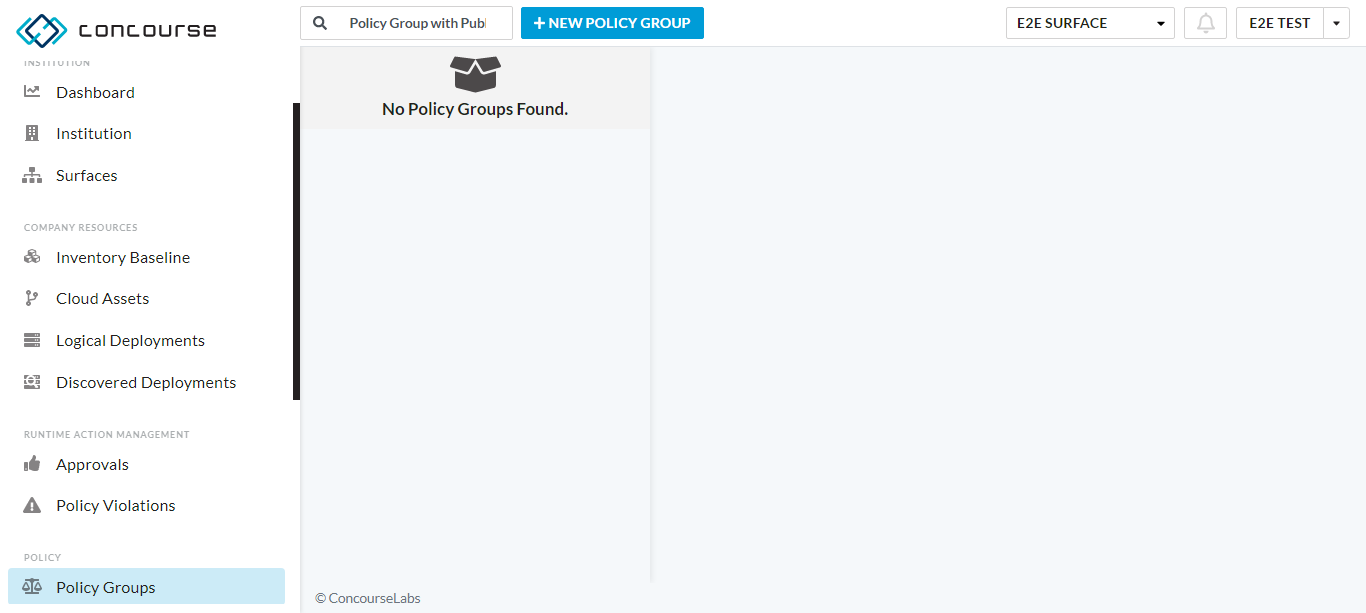 concourse
Policy Group with Publ
NEW POLICY GROUP
E2E SURFACE
E2E TEST
INSTITUTION
Dashboard
Institution
Surfaces
COMPANY RESOURCES
Inventory Baseline
Cloud Assets
Logical Deployments
Discovered Deployments
RUNTIME ACTION MANAGEMENT
Approvals
Policy Violations
POLICY
Policy Groups
No Policy Groups Found.
© ConcourseLabs